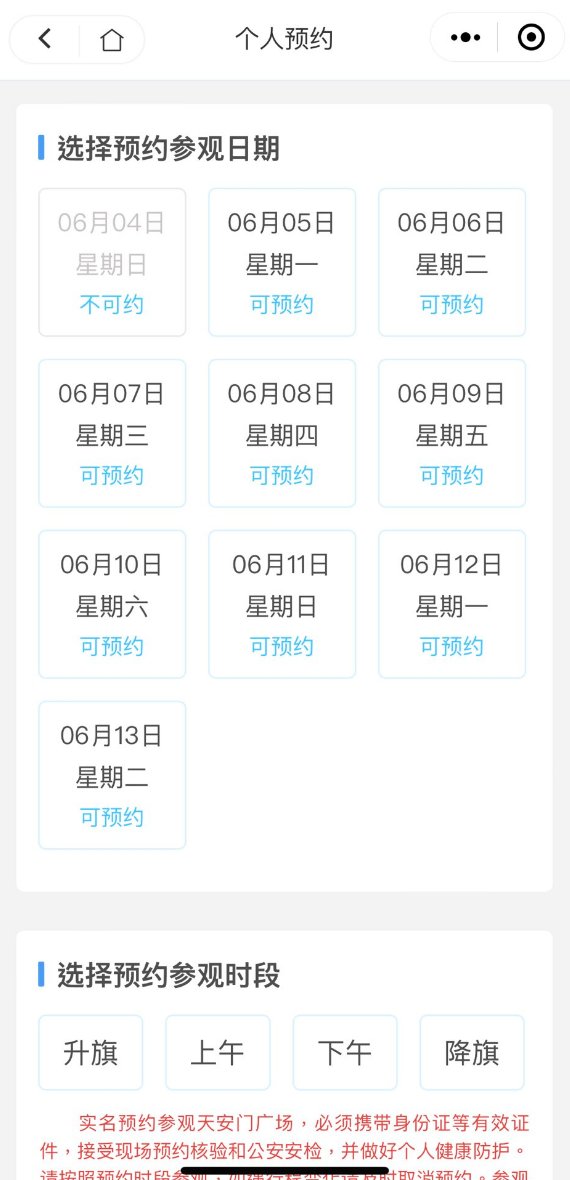 个人预约
选择预约参观日期
06月04日 06月05日 06月06日
星期日 星期一 星期二
不可约 可预约 可预约
06月07日 06月08日 06月09日
星期三 星期四 星期五
可预约 可预约 可预约
06月10日 06月11日 06月12日
星期六 星期日 星期一
可预约 可预约 可预约
06月13日
星期二
可预约
选择预约参观时段
升旗 上午 下午 降旗
实名预约参观天安门广场，必须携带身份证等有效证
件，接受现场预约核验和公安安检，并做好个人健康防护。
请按照预约时段参观，如遇行程变化请及时取消预约。参观